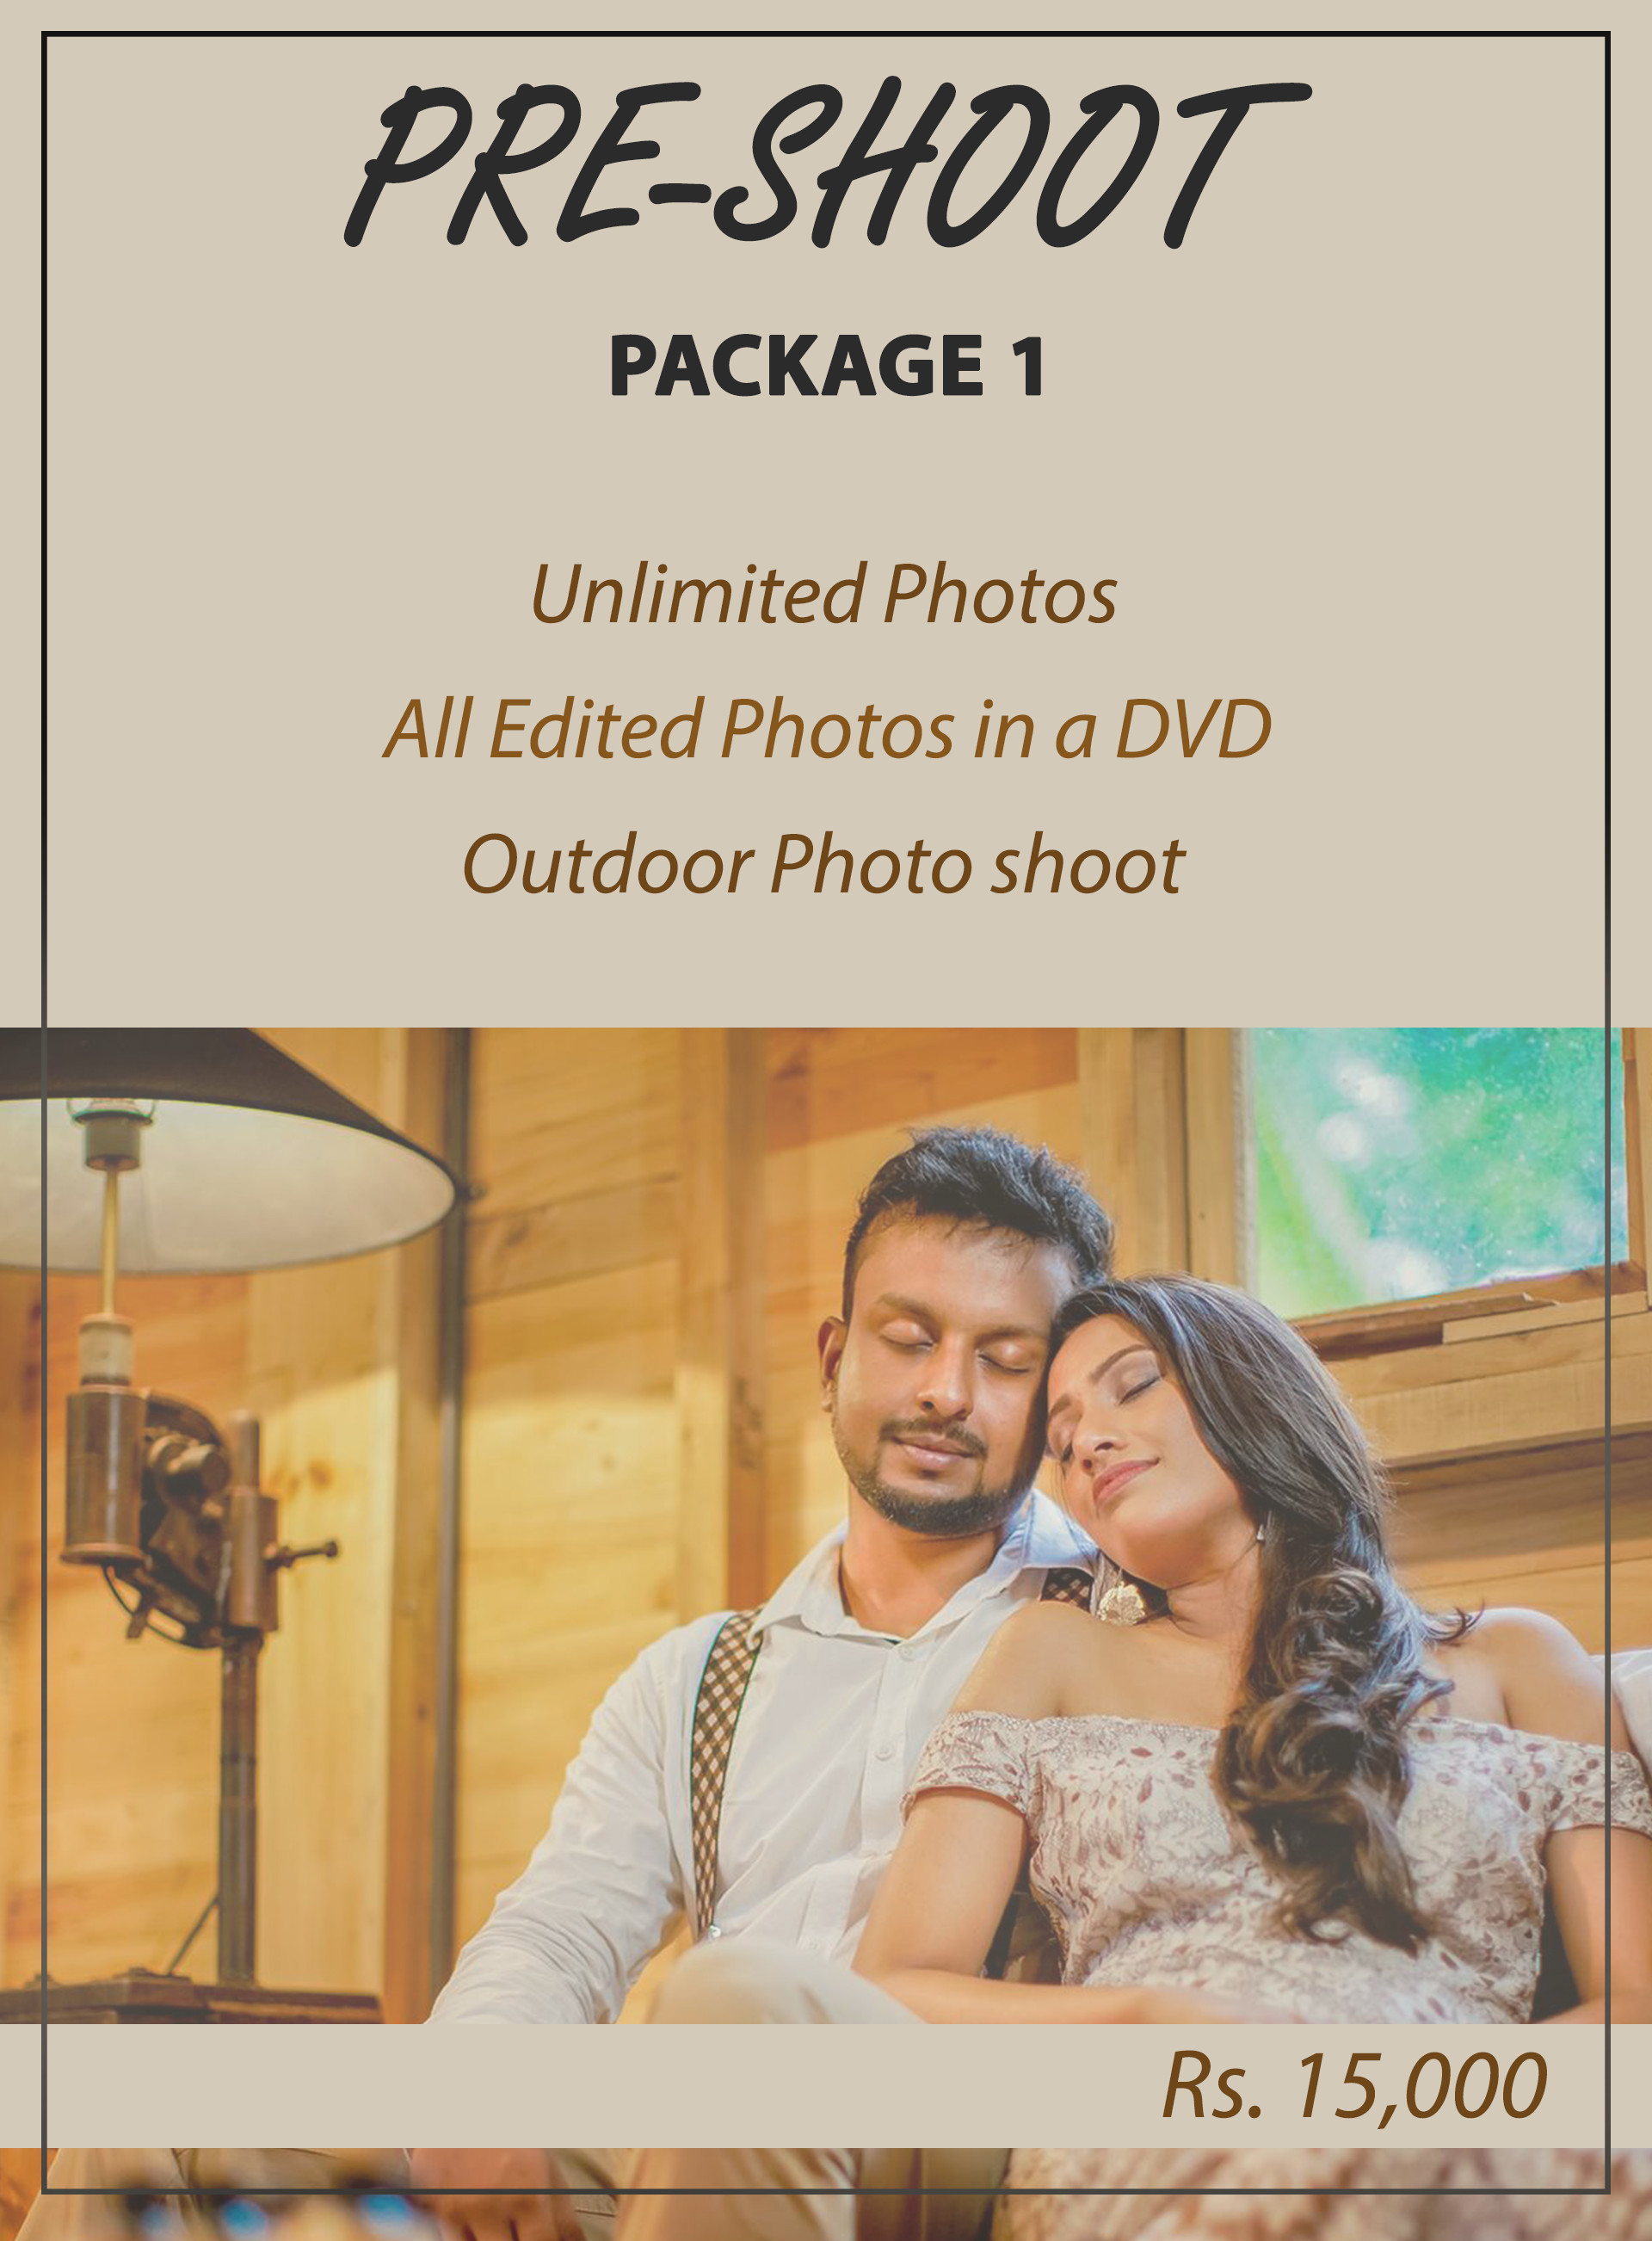 PRE-SHOOT
PACKAGE 1
Unlimited Photos
All Edited Photos in a DVD
Outdoor Photo shoot
Rs. 15,000